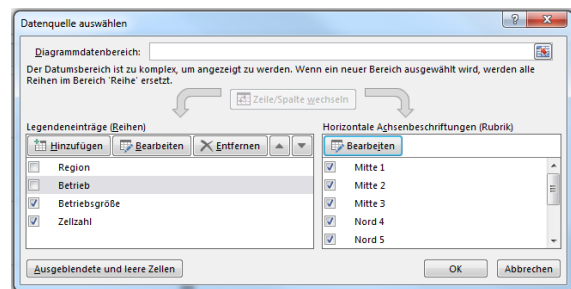 Datenquelle auswählen
Diagrammdatenbereich:
Der Datumsbereich ist zu komplex, um angezeigt zu werden. Wenn ein neuer Bereich ausgewählt wird, werden alle
Reihen im Bereich 'Reihe' ersetzt.
Zeile/Spalte wechseln
Legendeneinträge (Reihen)
Hinzufügen Bearbeiten Entfernen
Region
Betrieb
Betriebsgröße
Zellzahl
Horizontale Achsenbeschriftungen (Rubrik)
Bearbeiten
Mitte 1
Mitte 2
Mitte 3
Nord 4
Nord 5
Ausgeblendete und leere Zellen
OK Abbrechen